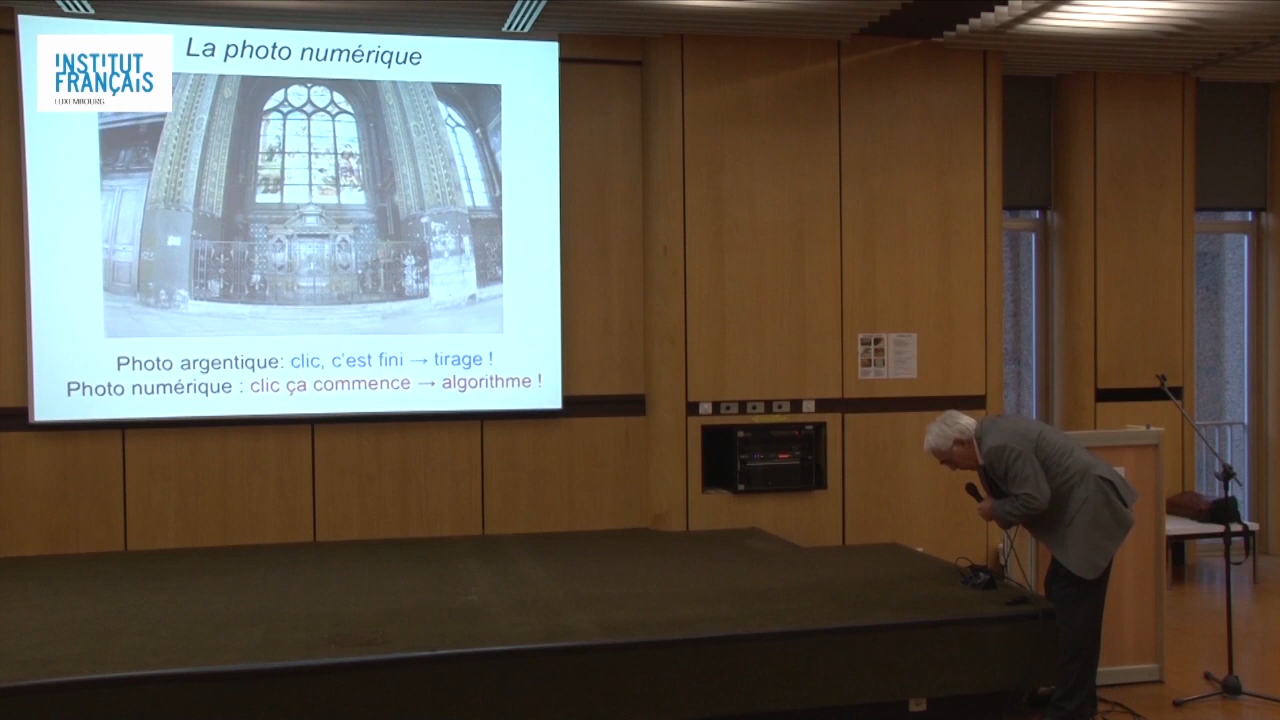 INSTITUT
FRANÇAIS
LUXEMBOURG
La photo numérique
Photo argentique: clic, c'est fini → tirage !
Photo numérique : clic ça commence → algorithme !